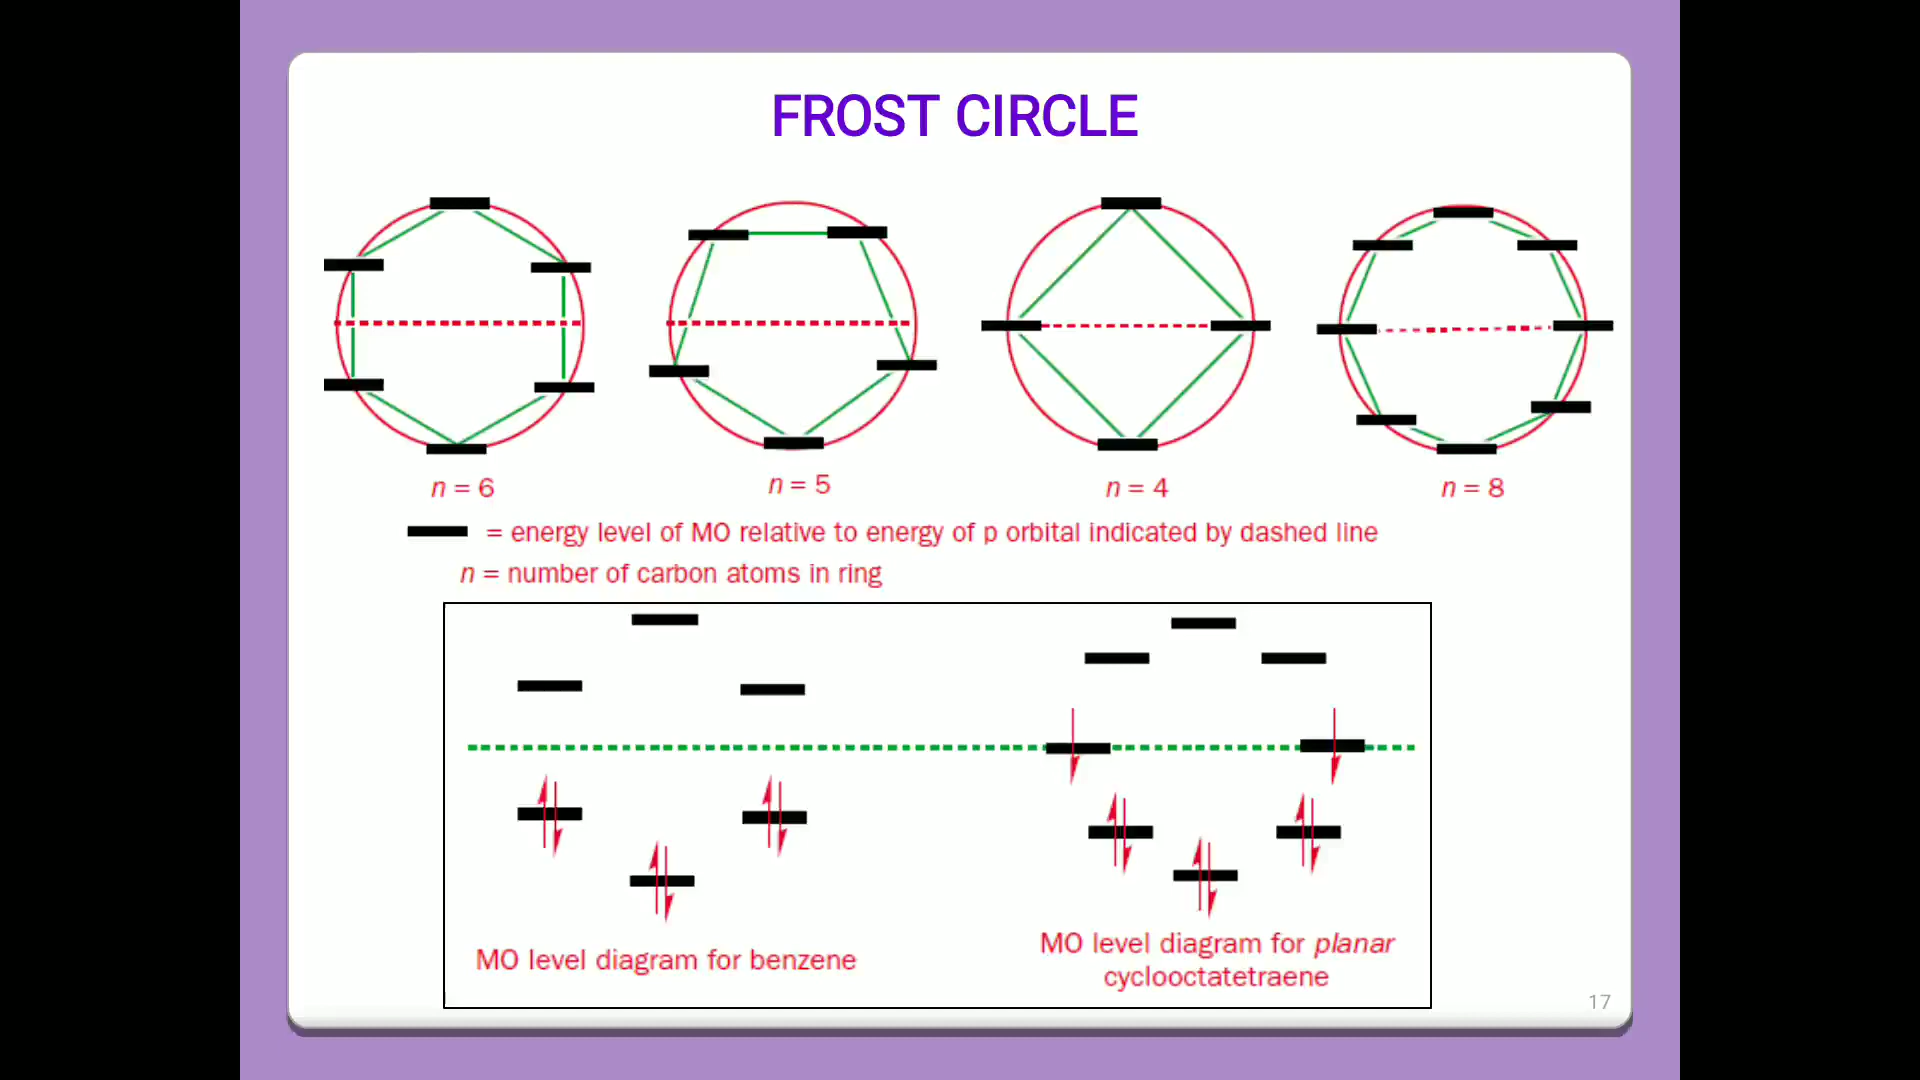 FROST CIRCLE
n = 6
n = 5
n = 4
n = 8
= energy level of MO relative to energy of p orbital indicated by dashed line
n = number of carbon atoms in ring
MO level diagram for benzene
MO level diagram for planar
cyclooctatetraene
17